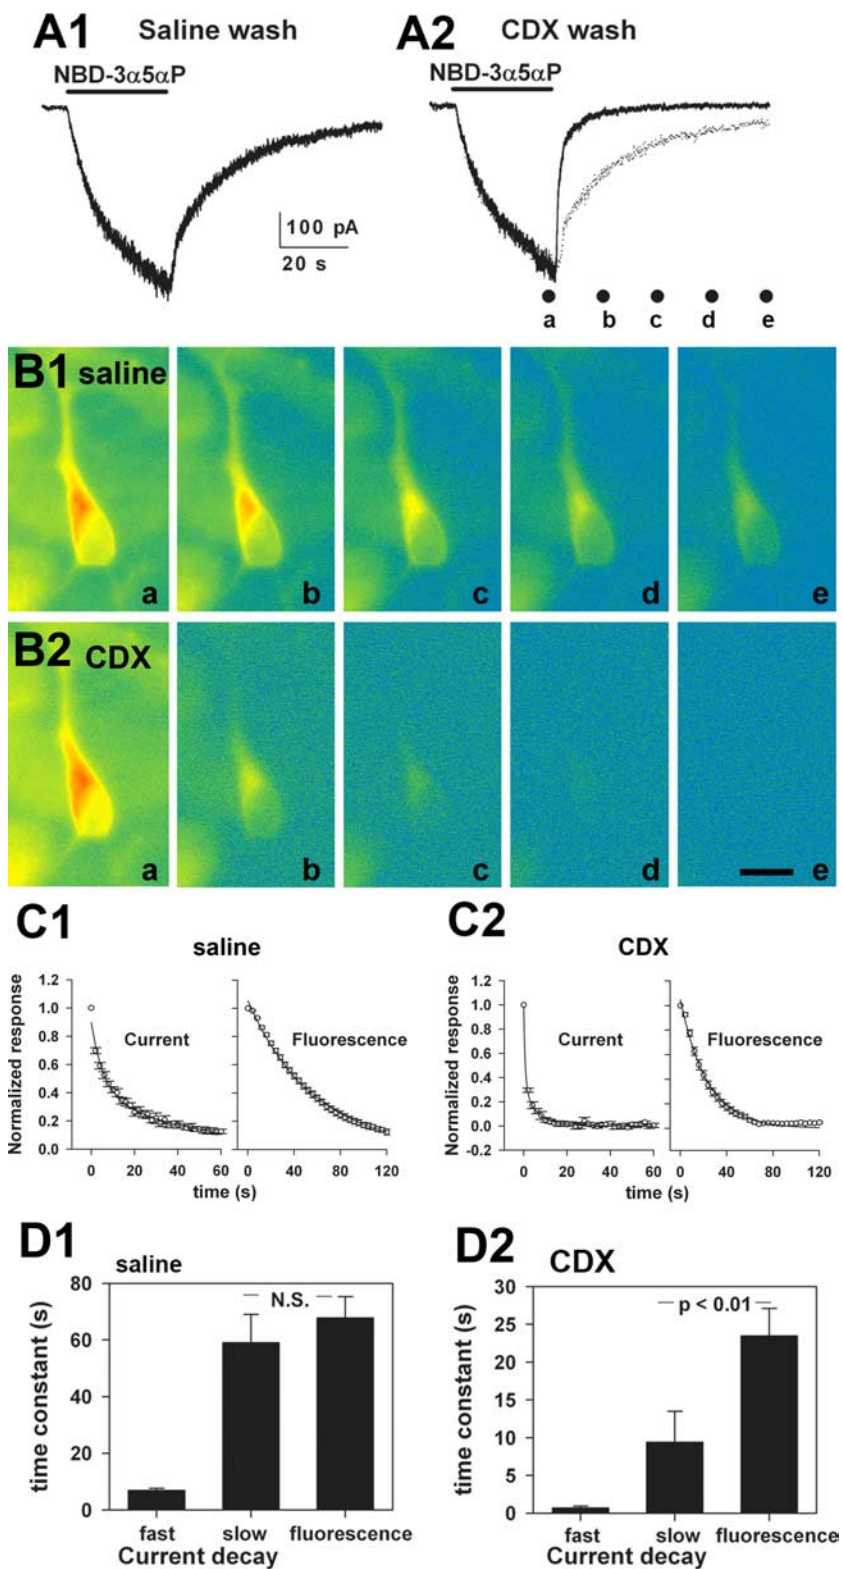 A1 Saline wash
A2 CDX wash
NBD-3α5αP
NBD-3α5αP
100 pA
20 s
a b c d e
B1 saline
a b c d e
B2 CDX
a b c d e
C1
saline
C2
CDX
Normalized response
1.2
1.0
0.8
0.6
0.4
0.2
0.0
Current
Fluorescence
0 20 40 60 0 40 80 120
time (s)
Normalized response
1.2
1.0
0.8
0.6
0.4
0.2
0.0
-0.2
Current
Fluorescence
0 20 40 60 0 40 80 120
time (s)
D1
saline
time constant (s)
80
60
40
20
0
N.S.
fast slow fluorescence
Current decay
D2
CDX
time constant (s)
30
25
20
15
10
5
0
p < 0.01
fast slow fluorescence
Current decay